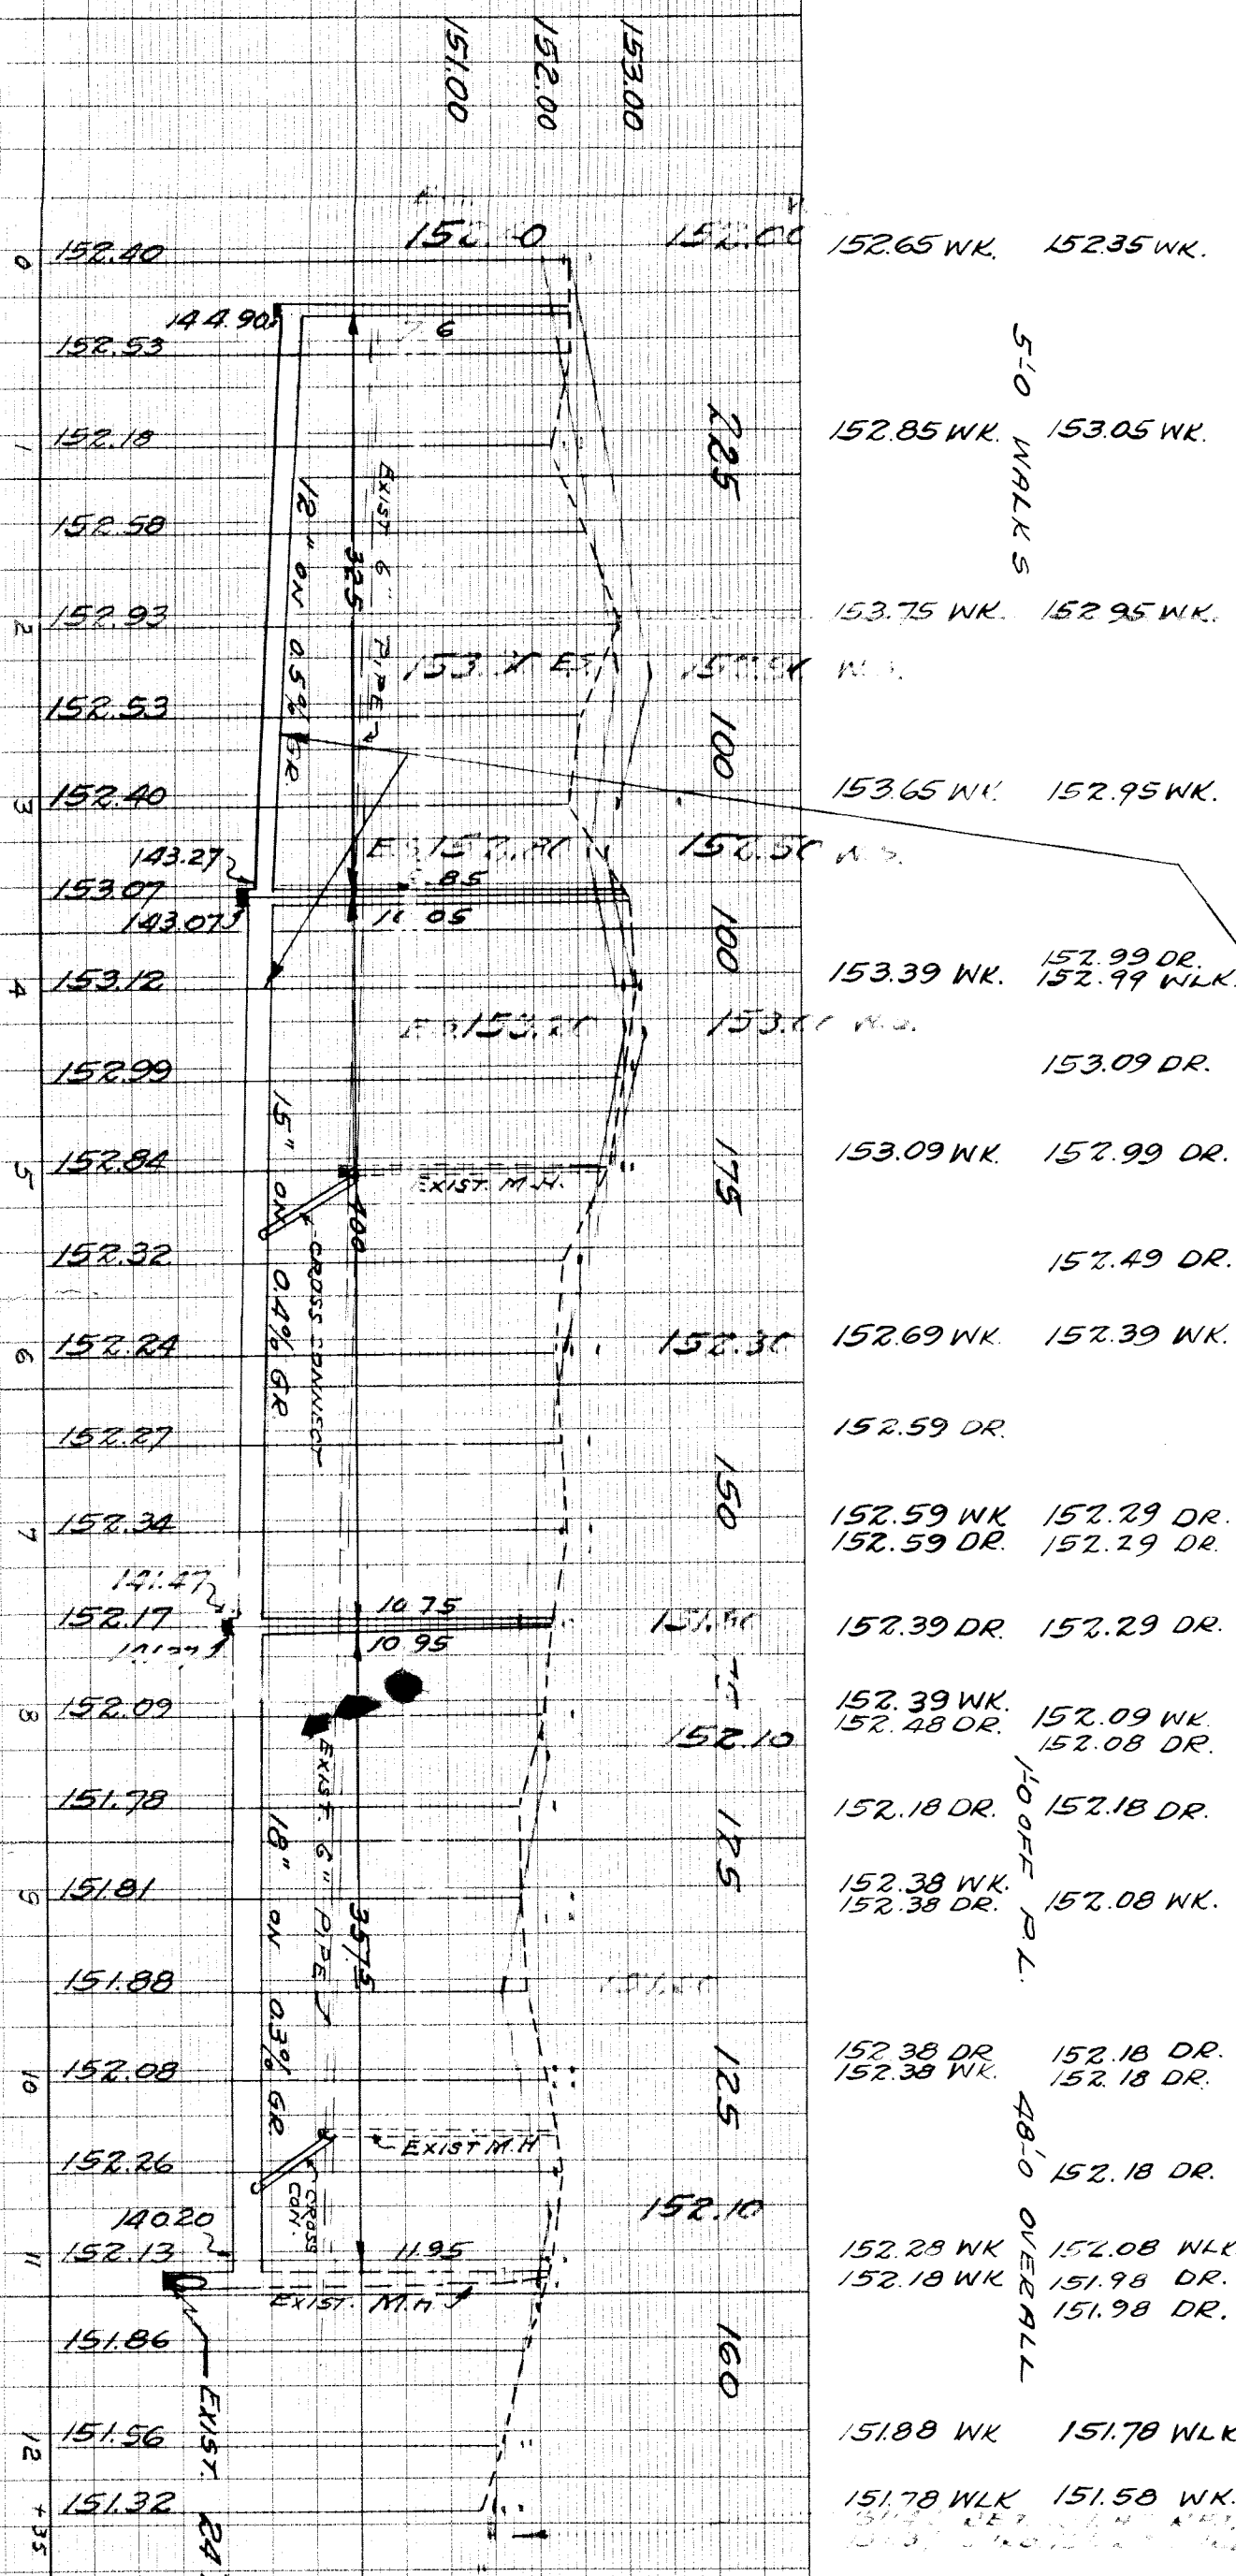 151.00 152.00 153.00
0 152.40 152.65 WK. 152.35 WK.
144.90
152.53
1 152.18 225 152.85 WK. 153.05 WK.
5'-0 WALKS
EXIST 6" PIPE
12" ON 0.5% GR.
325
152.58
2 152.93 153.75 WK. 152.95 WK.
152.53 100
3 152.40 153.65 WK. 152.95 WK.
143.27
153.07
143.07
100
4 153.12 153.39 WK. 152.99 DR.
152.99 WLK.
152.99 153.09 DR.
15" ON 0.4% GR.
5 152.84 EXIST. M.H. 175 153.09 WK. 152.99 DR.
400
CROSS CONNECT
152.32 152.49 DR.
6 152.24 152.30 152.69 WK. 152.39 WK.
152.27 152.59 DR.
150
7 152.34 152.59 WK 152.29 DR.
152.59 DR. 152.29 DR.
141.47
152.17 10.75 152.39 DR. 152.29 DR.
10.95
8 152.09 152.39 WK. 152.09 WK.
152.48 DR. 152.08 DR.
152.10
EXIST. 6" PIPE
151.78 152.18 DR. 152.18 DR.
1'-0 OFF P.L.
125
18" ON 0.3% GR.
9 151.81 152.38 WK. 152.08 WK.
152.38 DR.
357.5
151.88
10 152.08 125 152.38 DR 152.18 DR.
152.38 WK. 152.18 DR.
EXIST M.H
48'-0 OVERALL
152.26 152.18 DR.
CROSS CON.
140.20 152.10
11 152.13 11.95 152.28 WK 152.08 WLK
152.18 WK 151.98 DR.
EXIST. M.H 151.98 DR.
151.86 160
EXIST. 24
12 151.56 151.88 WK 151.78 WLK
+35 151.32 151.78 WLK 151.58 WK.